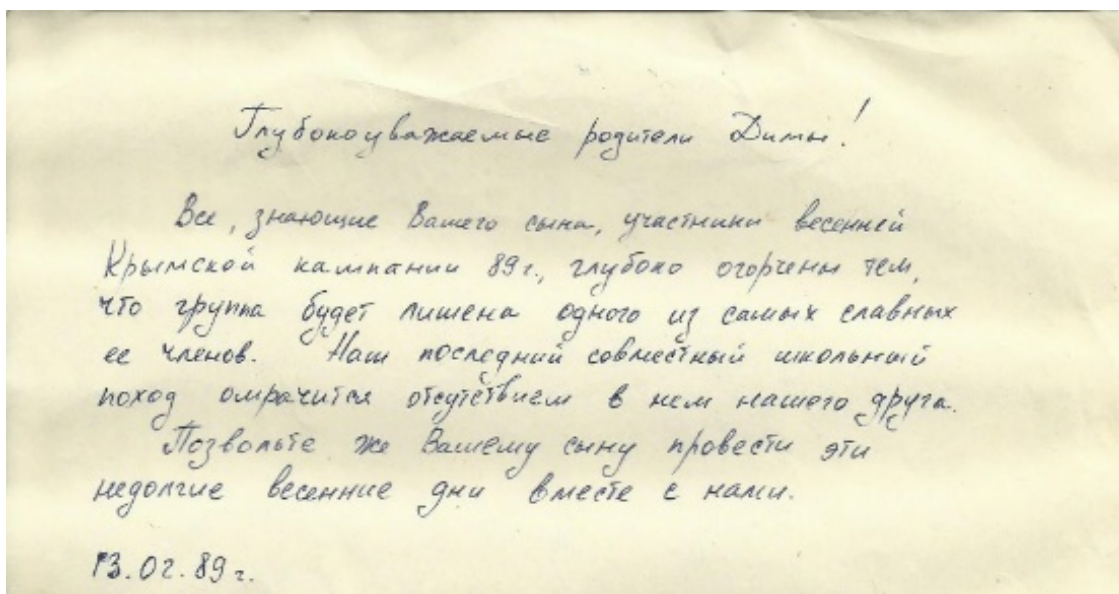 Глубокоуважаемые родители Димы!
Все, знающие Вашего сына, участники весенней
Крымской кампании 89 г., глубоко огорчены тем,
что группа будет лишена одного из самых славных
ее членов. Наш последний совместный школьный
поход омрачится отсутствием в нем нашего друга.
Позвольте же Вашему сыну провести эти
недолгие весенние дни вместе с нами.
13.02.89 г.